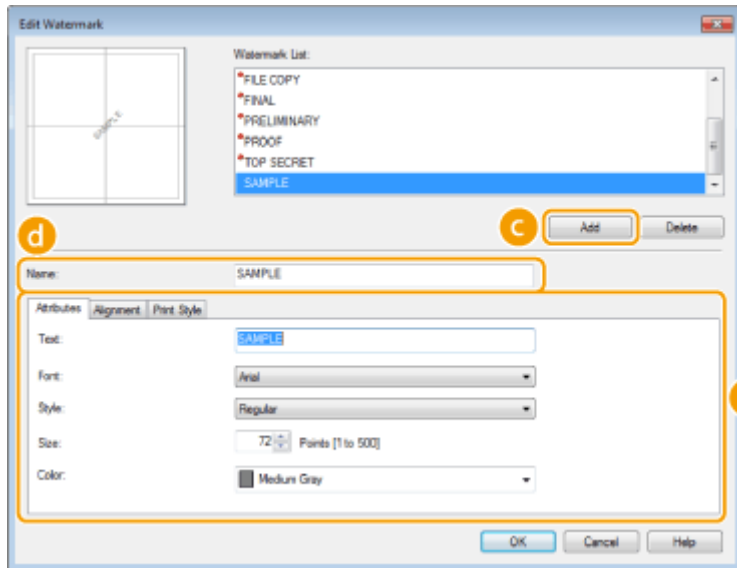 Edit Watermark
Watermark List:
*FILE COPY
*FINAL
*PRELIMINARY
*PROOF
*TOP SECRET
SAMPLE
SAMPLE
d
c
Add
Delete
Name:
SAMPLE
Attributes
Alignment
Print Style
Text:
SAMPLE
Font:
Arial
Style:
Regular
Size:
72
Points [1 to 500]
Color:
Medium Gray
OK
Cancel
Help